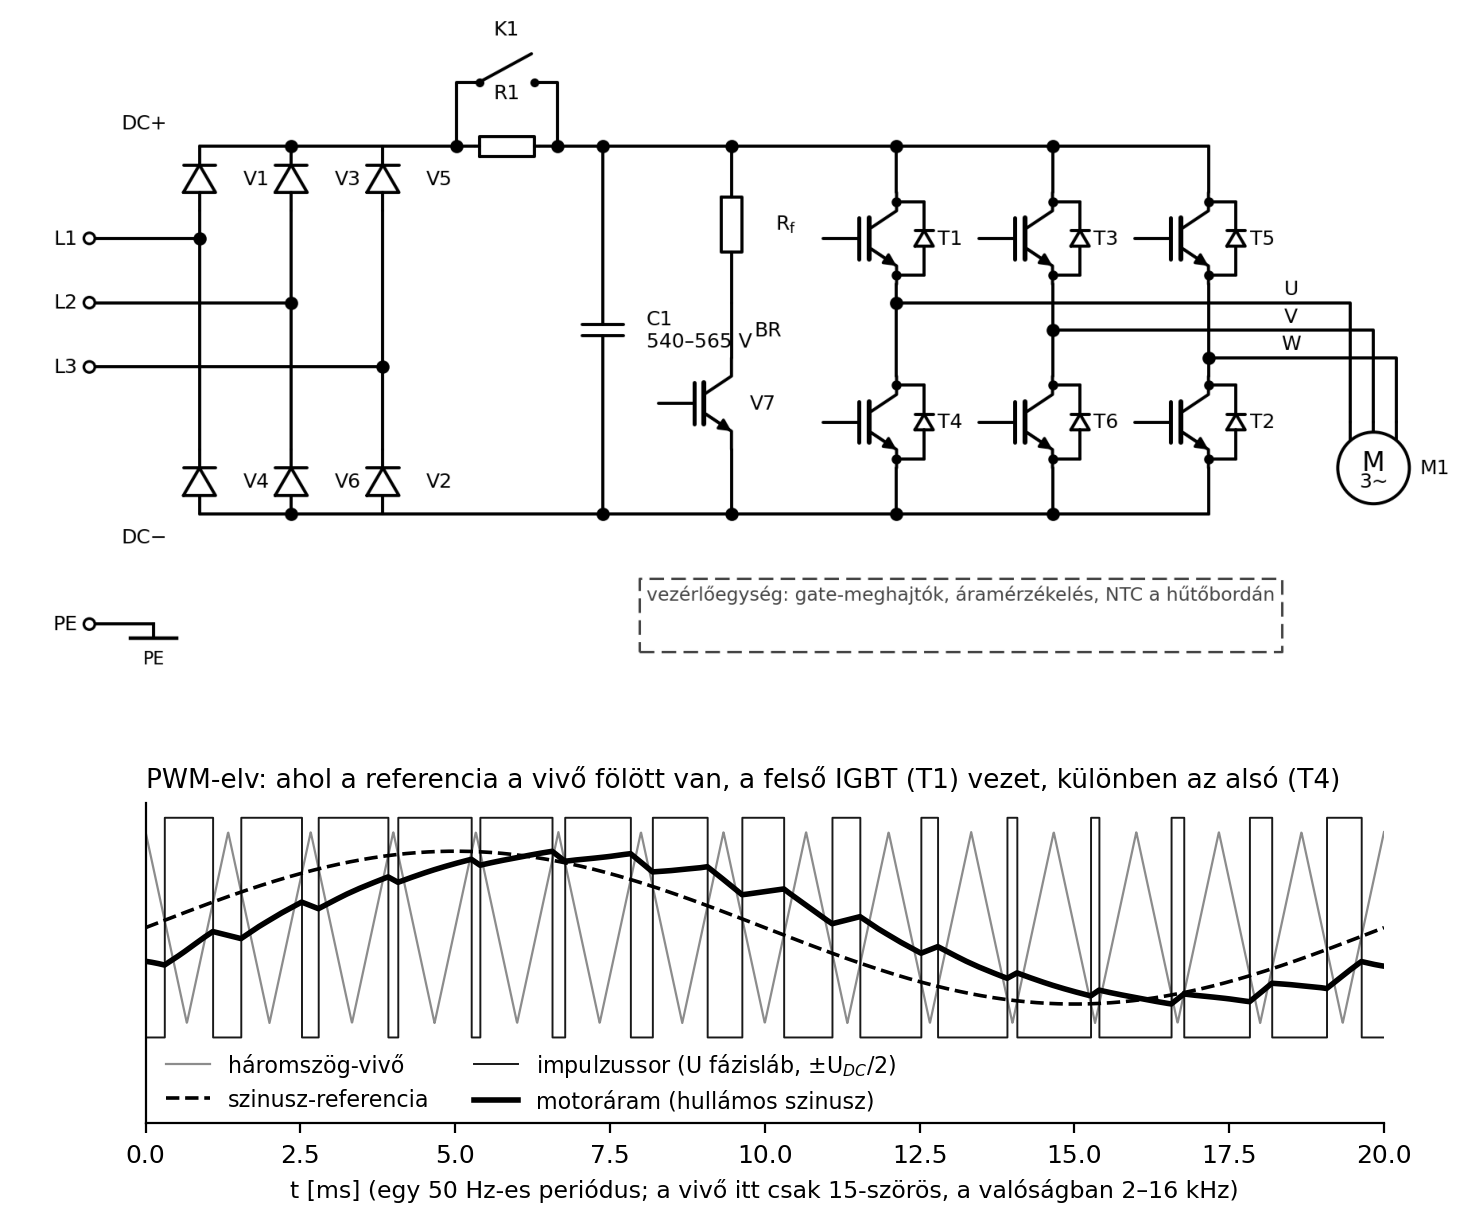 K1
R1
DC+
V1
V3
V5
L1
L2
L3
Rf
T1
T3
T5
U
V
W
C1
540–565 V
BR
V7
T4
T6
T2
M
3~
M1
V4
V6
V2
DC−
vezérlőegység: gate-meghajtók, áramérzékelés, NTC a hűtőbordán
PE
PE
PWM-elv: ahol a referencia a vivő fölött van, a felső IGBT (T1) vezet, különben az alsó (T4)
háromszög-vivő
szinusz-referencia
impulzussor (U fázisláb, ±UDC/2)
motoráram (hullámos szinusz)
0.0 2.5 5.0 7.5 10.0 12.5 15.0 17.5 20.0
t [ms] (egy 50 Hz-es periódus; a vivő itt csak 15-szörös, a valóságban 2–16 kHz)